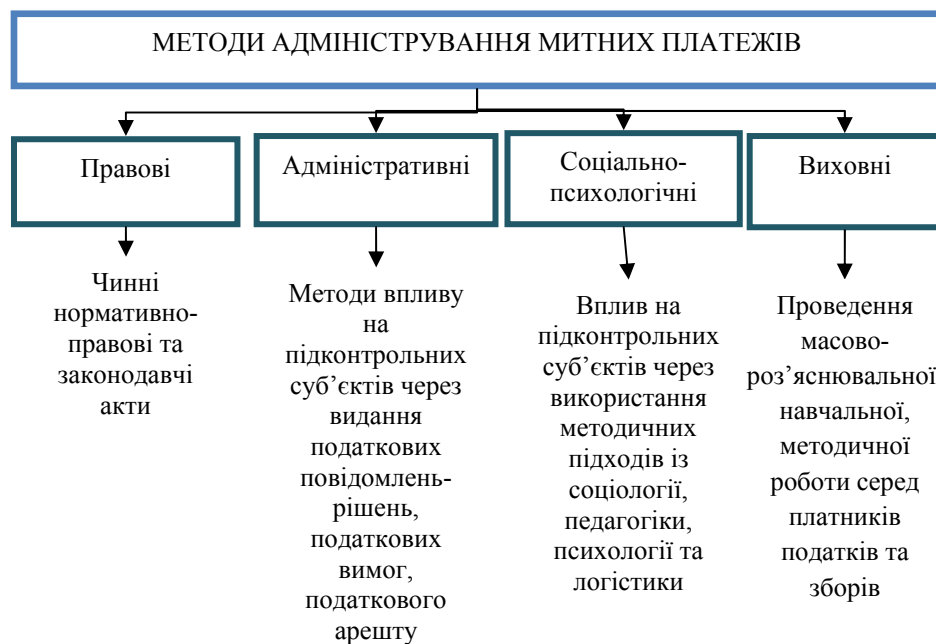 МЕТОДИ АДМІНІСТРУВАННЯ МИТНИХ ПЛАТЕЖІВ
Правові
Чинні
нормативно-
правові та
законодавчі
акти
Адміністративні
Методи впливу
на
підконтрольних
суб’єктів через
видання
податкових
повідомлень-
рішень,
податкових
вимог,
податкового
арешту
Соціально-
психологічні
Вплив на
підконтрольних
суб’єктів через
використання
методичних
підходів із
соціології,
педагогіки,
психології та
логістики
Виховні
Проведення
масово-
роз’яснювальної
навчальної,
методичної
роботи серед
платників
податків та
зборів